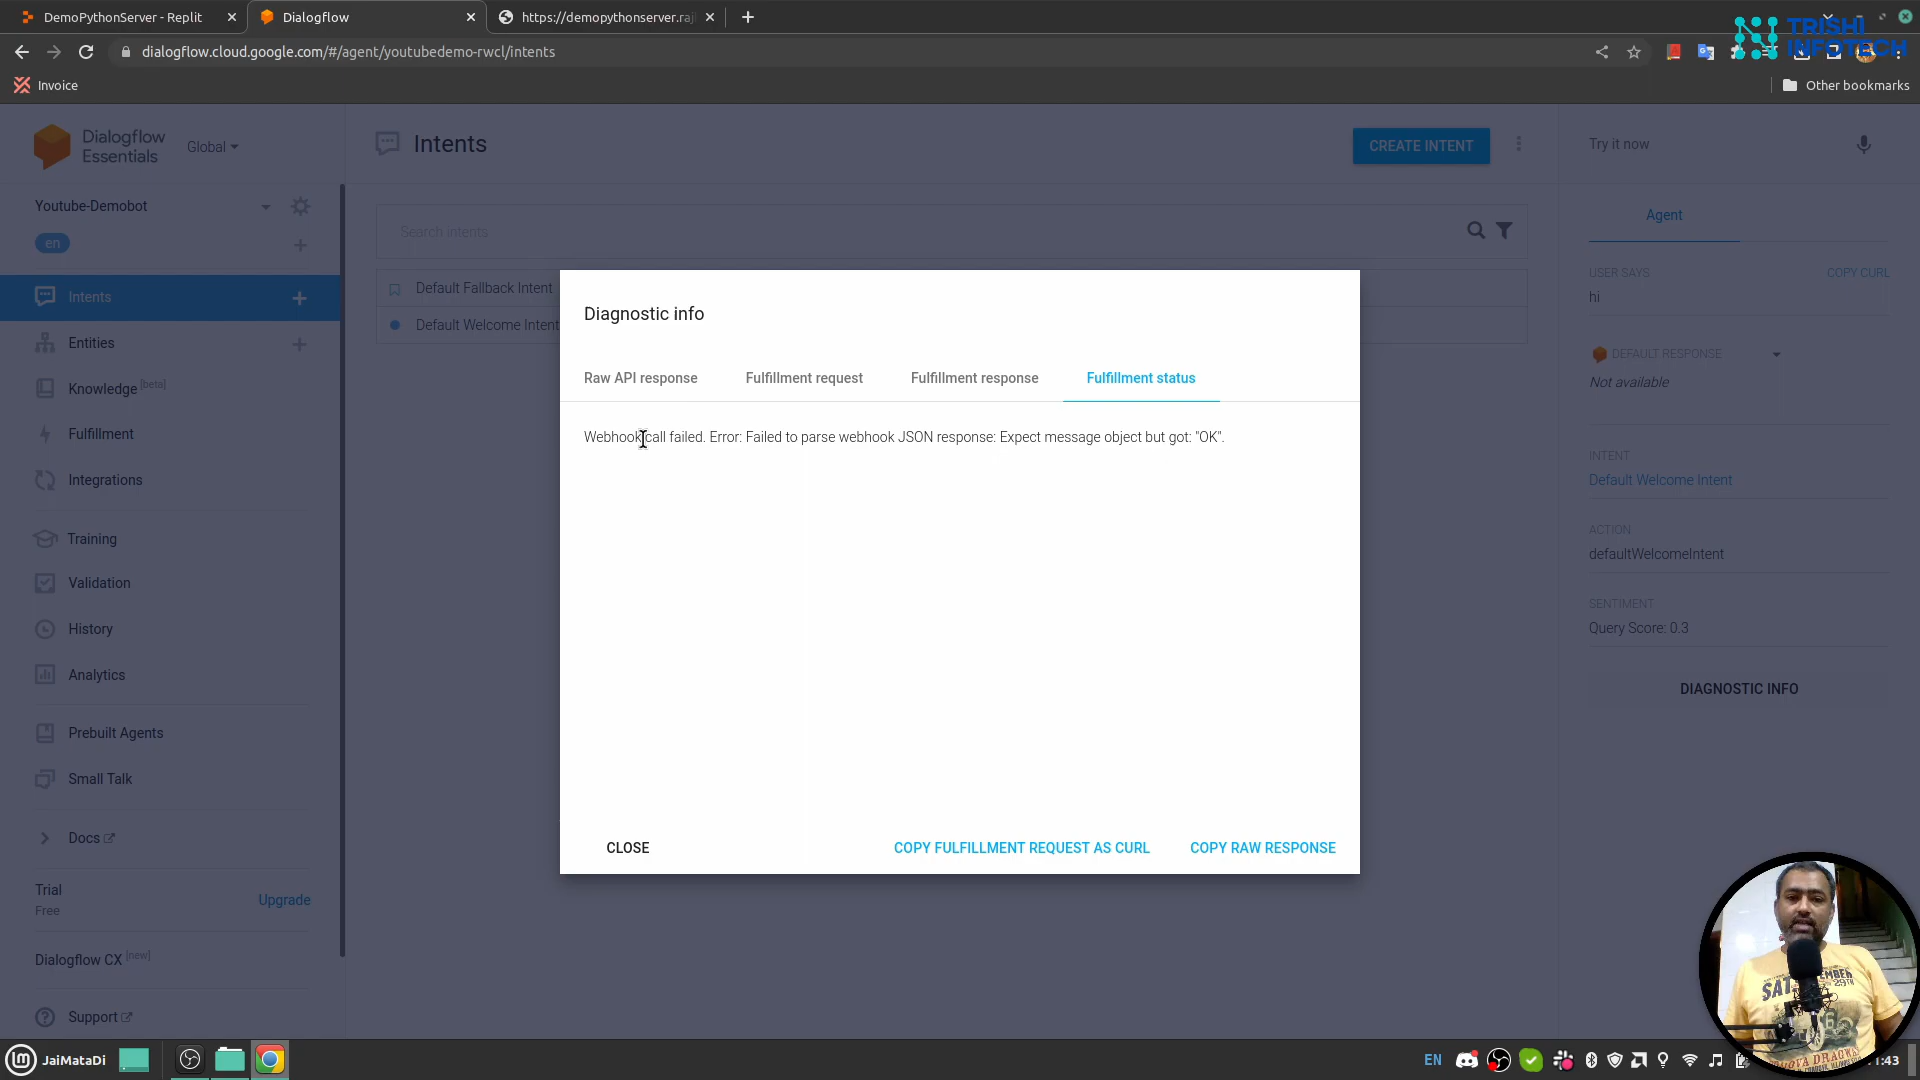 DemoPythonServer - Replit
Dialogflow
https://demopythonserver.raj
TRISHI
INFOTECH
dialogflow.cloud.google.com/#/agent/youtubedemo-rwcl/intents
Invoice
Other bookmarks
Dialogflow
Essentials
Global
Intents
CREATE INTENT
Try it now
Youtube-Demobot
en
Search intents
Agent
USER SAYS
COPY CURL
hi
Intents
Default Fallback Intent
Default Welcome Intent
Entities
Knowledge [beta]
Fulfillment
Integrations
Training
Validation
History
Analytics
Prebuilt Agents
Small Talk
Docs
Trial
Free
Upgrade
Dialogflow CX [new]
Support
Diagnostic info
Raw API response
Fulfillment request
Fulfillment response
Fulfillment status
Webhook call failed. Error: Failed to parse webhook JSON response: Expect message object but got: "OK".
CLOSE
COPY FULFILLMENT REQUEST AS CURL
COPY RAW RESPONSE
DEFAULT RESPONSE
Not available
INTENT
Default Welcome Intent
ACTION
defaultWelcomeIntent
SENTIMENT
Query Score: 0.3
DIAGNOSTIC INFO
JaiMataDi
EN
:43